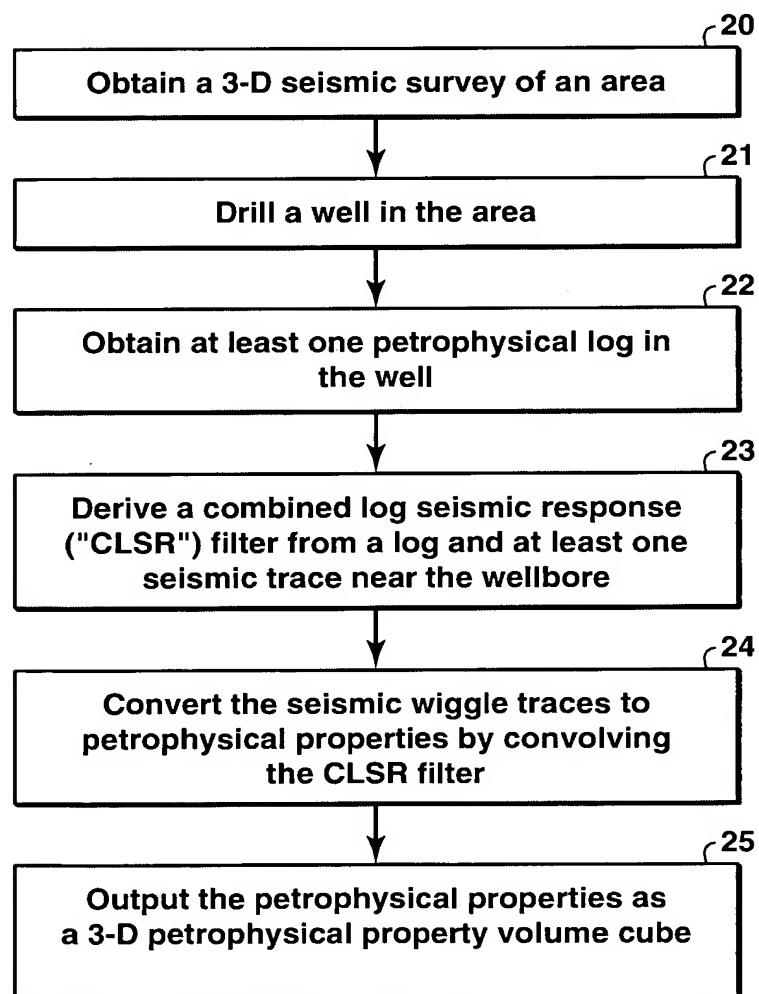 20
Obtain a 3-D seismic survey of an area
21
Drill a well in the area
22
Obtain at least one petrophysical log in
the well
23
Derive a combined log seismic response
("CLSR") filter from a log and at least one
seismic trace near the wellbore
24
Convert the seismic wiggle traces to
petrophysical properties by convolving
the CLSR filter
25
Output the petrophysical properties as
a 3-D petrophysical property volume cube